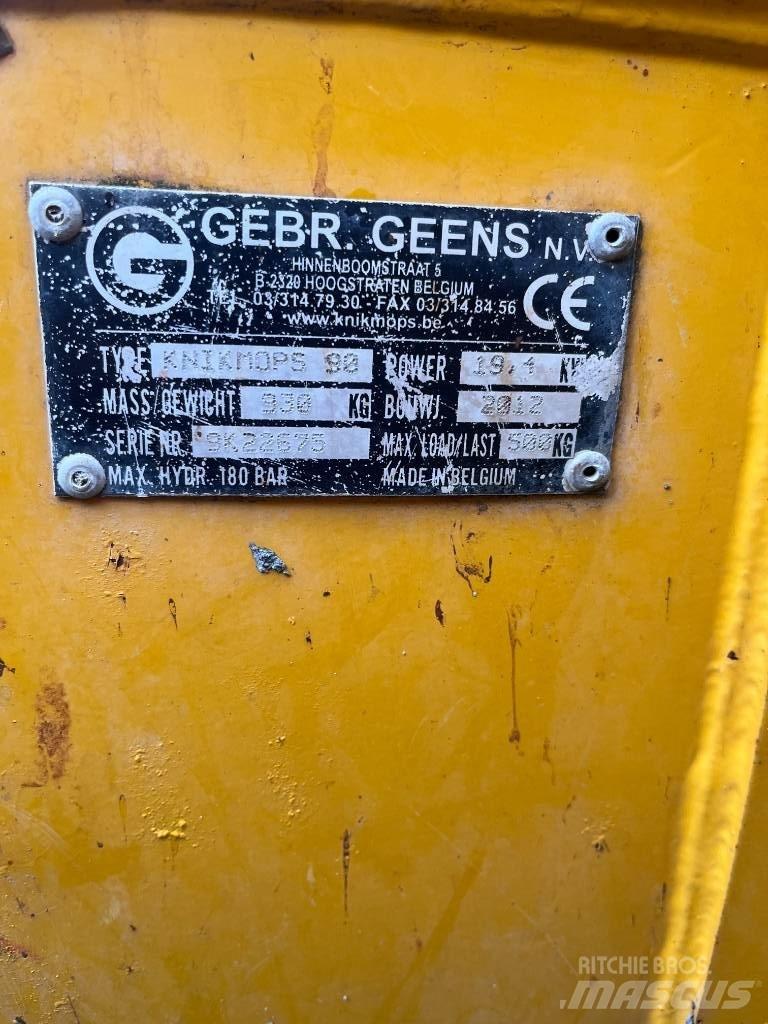 G GEBR. GEENS N.V.
HINNENBOOMSTRAAT 5
B 2320 HOOGSTRATEN BELGIUM
TEL. 03/314.79.30 - FAX 03/314.84.56
www.knikmops.be
CE
TYPE KNIKMOPS 90 POWER 19,4 KW
MASS/GEWICHT 930 KG BOUWJ. 2012
SERIE NR. 9K22675 MAX. LOAD/LAST 500 KG
MAX. HYDR. 180 BAR MADE IN BELGIUM
RITCHIE BROS.
MASCUS